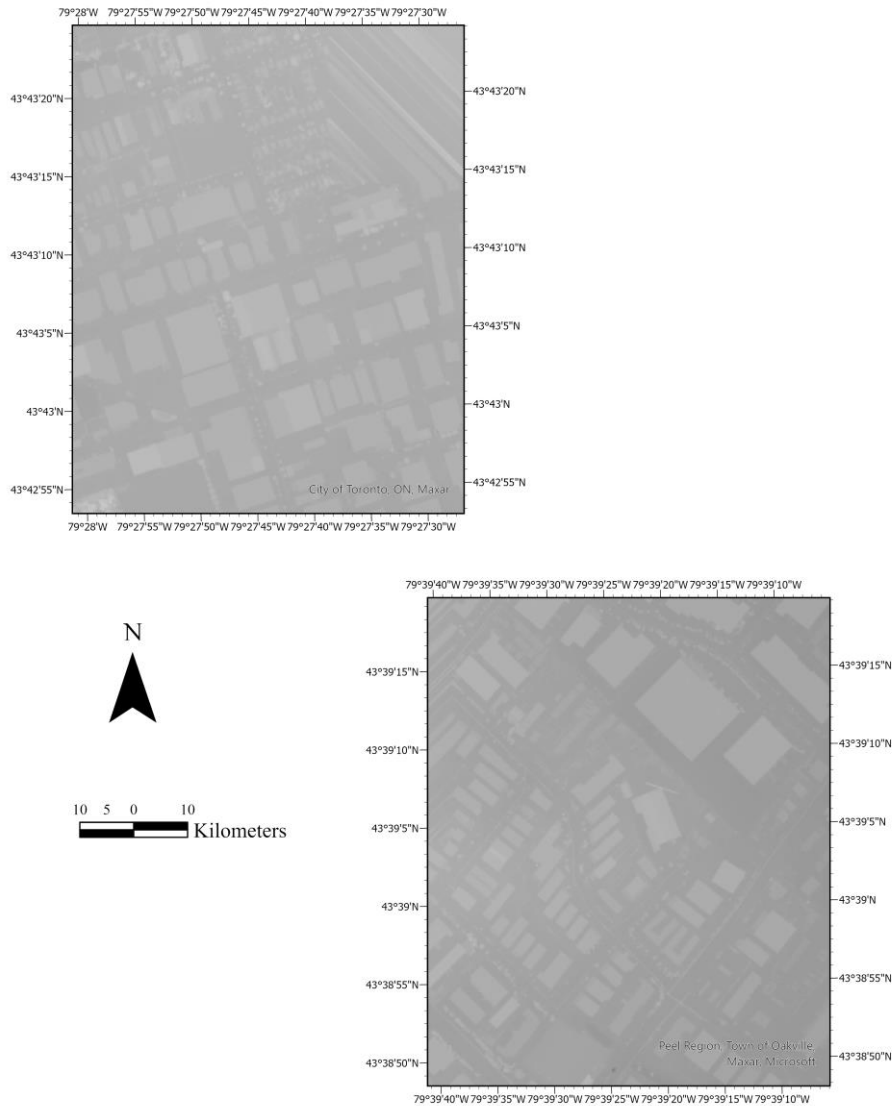 79°28'W 79°27'55"W 79°27'50"W 79°27'45"W 79°27'40"W 79°27'35"W 79°27'30"W
43°43'20"N
43°43'20"N
43°43'15"N
43°43'15"N
43°43'10"N
43°43'10"N
43°43'5"N
43°43'5"N
43°43'N
43°43'N
43°42'55"N
43°42'55"N
City of Toronto, ON, Maxar
79°28'W 79°27'55"W 79°27'50"W 79°27'45"W 79°27'40"W 79°27'35"W 79°27'30"W
79°39'40"W 79°39'35"W 79°39'30"W 79°39'25"W 79°39'20"W 79°39'15"W 79°39'10"W
N
43°39'15"N
43°39'15"N
43°39'10"N
43°39'10"N
10 5 0 10
Kilometers
43°39'5"N
43°39'5"N
43°39'N
43°39'N
43°38'55"N
43°38'55"N
Peel Region, Town of Oakville,
Maxar, Microsoft
43°38'50"N
43°38'50"N
79°39'40"W 79°39'35"W 79°39'30"W 79°39'25"W 79°39'20"W 79°39'15"W 79°39'10"W